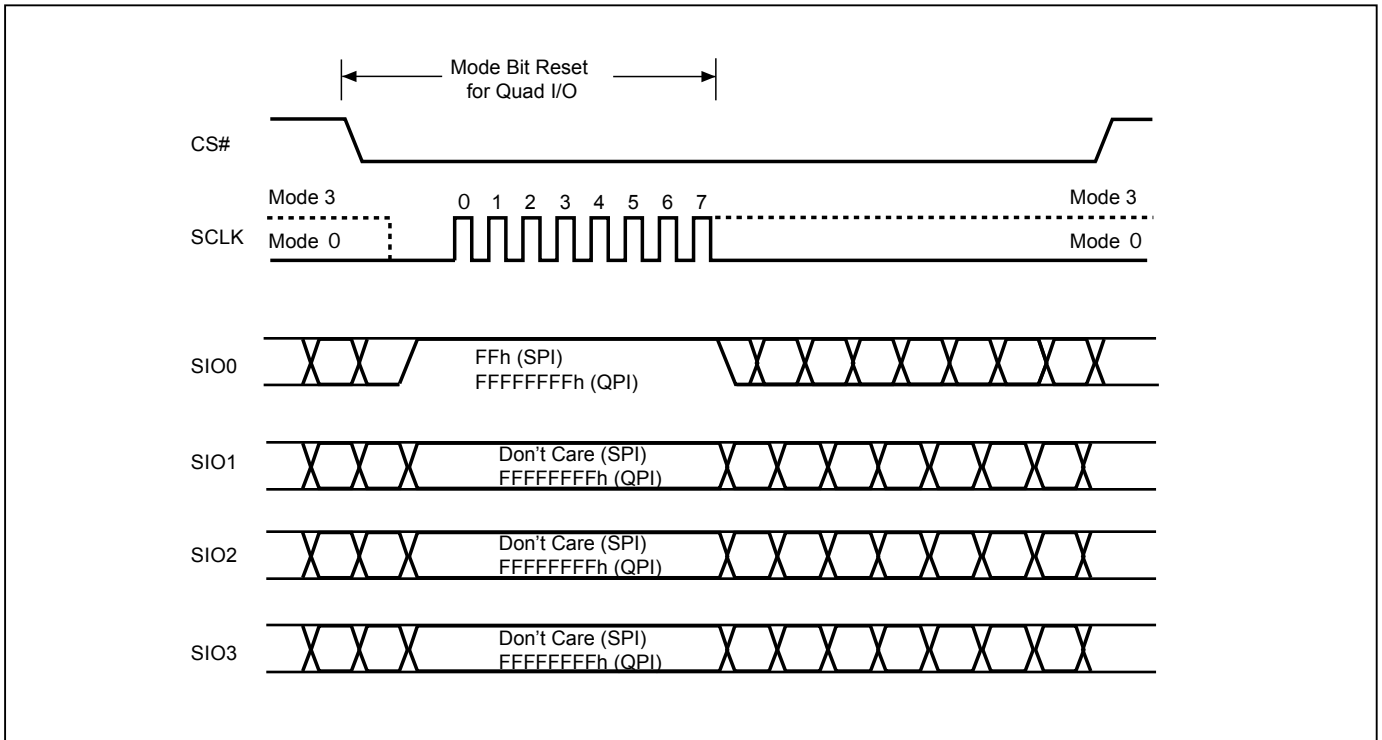 Mode Bit Reset
for Quad I/O
CS#
Mode 3
0 1 2 3 4 5 6 7
Mode 3
SCLK
Mode 0
Mode 0
SIO0
FFh (SPI)
FFFFFFFFh (QPI)
SIO1
Don’t Care (SPI)
FFFFFFFFh (QPI)
SIO2
Don’t Care (SPI)
FFFFFFFFh (QPI)
SIO3
Don’t Care (SPI)
FFFFFFFFh (QPI)